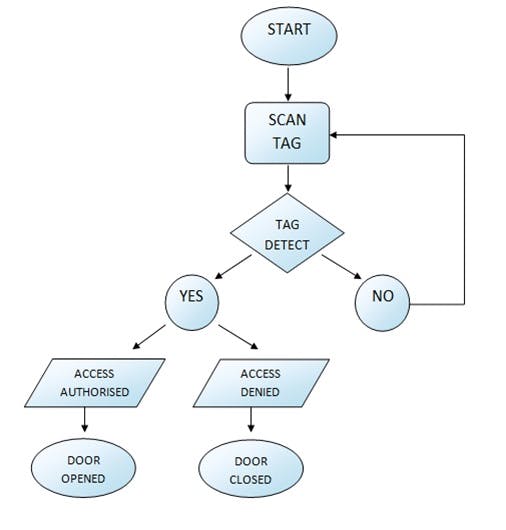 START
SCAN
TAG
TAG
DETECT
YES
NO
ACCESS
AUTHORISED
ACCESS
DENIED
DOOR
OPENED
DOOR
CLOSED